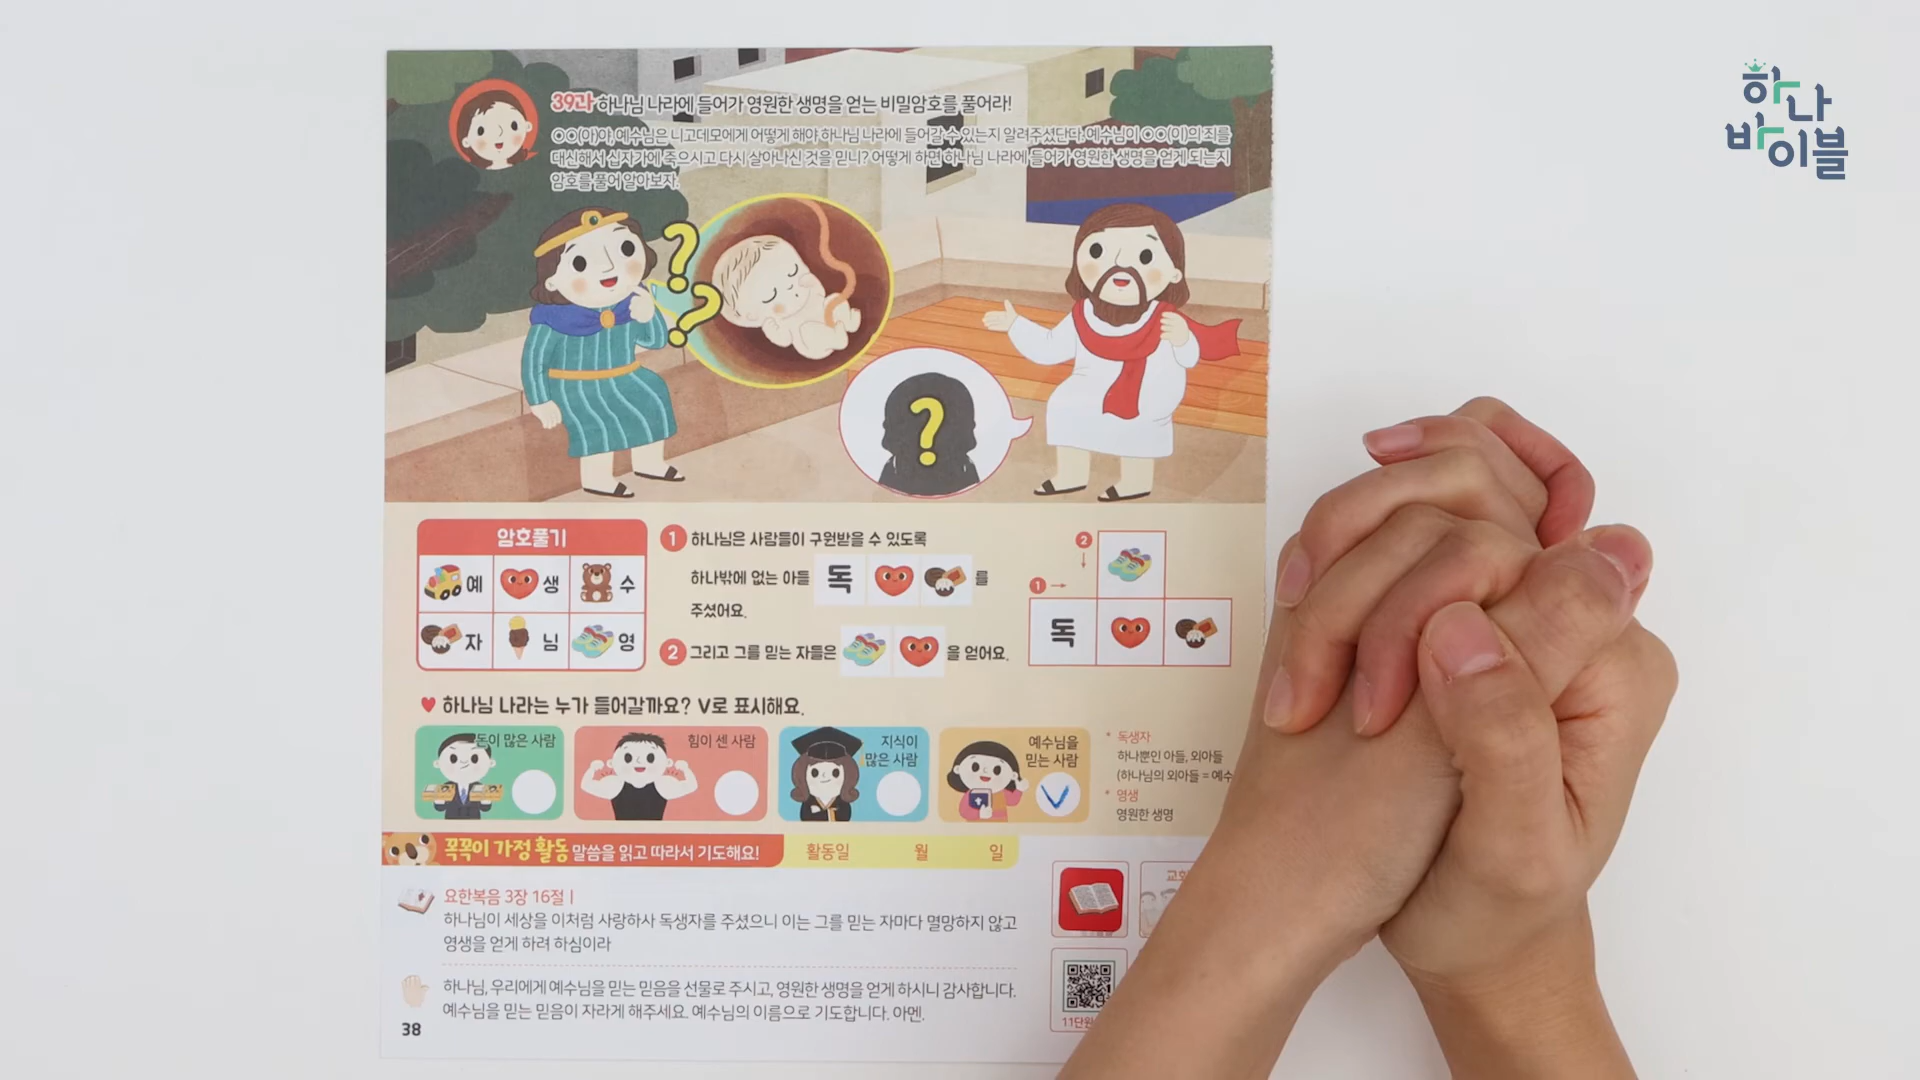 하나
바이블
39과 하나님 나라에 들어가 영원한 생명을 얻는 비밀암호를 풀어라!
○○(아)야, 예수님은 니고데모에게 어떻게 해야 하나님 나라에 들어갈 수 있는지 알려주셨단다. 예수님이 ○○(이)의 죄를
대신해서 십자가에 죽으시고 다시 살아나신 것을 믿니? 어떻게 하면 하나님 나라에 들어가 영원한 생명을 얻게 되는지
암호를 풀어 알아보자.
? ?
?
암호풀기
예 생 수
자 님 영
1 하나님은 사람들이 구원받을 수 있도록
하나밖에 없는 아들 독 를
주셨어요.
2 그리고 그를 믿는 자들은 을 얻어요.
2
1
독
하나님 나라는 누가 들어갈까요? V로 표시해요.
돈이 많은 사람
힘이 센 사람
지식이
많은 사람
예수님을
믿는 사람
V
* 독생자
하나뿐인 아들, 외아들
(하나님의 외아들 = 예수
* 영생
영원한 생명
꼭꼭이 가정 활동 말씀을 읽고 따라서 기도해요!
활동일 월 일
요한복음 3장 16절 |
하나님이 세상을 이처럼 사랑하사 독생자를 주셨으니 이는 그를 믿는 자마다 멸망하지 않고
영생을 얻게 하려 하심이라
하나님, 우리에게 예수님을 믿는 믿음을 선물로 주시고, 영원한 생명을 얻게 하시니 감사합니다.
예수님을 믿는 믿음이 자라게 해주세요. 예수님의 이름으로 기도합니다. 아멘.
교회
11단원
38